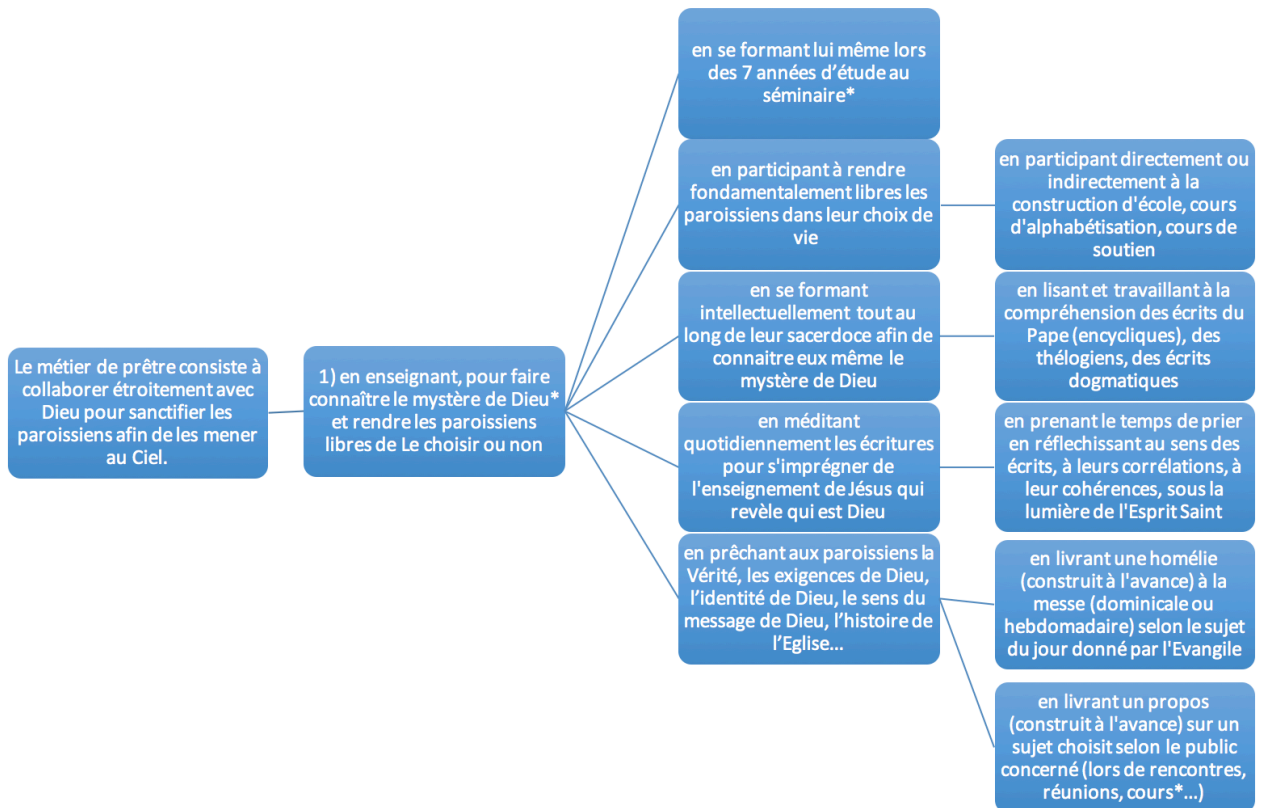 Le métier de prêtre consiste à
collaborer étroitement avec
Dieu pour sanctifier les
paroissiens afin de les mener
au Ciel.
1) en enseignant, pour faire
connaître le mystère de Dieu*
et rendre les paroissiens
libres de Le choisir ou non
en se formant lui même lors
des 7 années d’étude au
séminaire*
en participant à rendre
fondamentalement libres les
paroissiens dans leur choix de
vie
en participant directement ou
indirectement à la
construction d'école, cours
d'alphabétisation, cours de
soutien
en se formant
intellectuellement tout au
long de leur sacerdoce afin de
connaitre eux même le
mystère de Dieu
en lisant et travaillant à la
compréhension des écrits du
Pape (encycliques), des
thélogiens, des écrits
dogmatiques
en méditant
quotidiennement les écritures
pour s'imprégner de
l'enseignement de Jésus qui
revèle qui est Dieu
en prenant le temps de prier
en réflechissant au sens des
écrits, à leurs corrélations, à
leur cohérences, sous la
lumière de l'Esprit Saint
en prêchant aux paroissiens la
Vérité, les exigences de Dieu,
l’identité de Dieu, le sens du
message de Dieu, l’histoire de
l’Eglise...
en livrant une homélie
(construit à l'avance) à la
messe (dominicale ou
hebdomadaire) selon le sujet
du jour donné par l'Evangile
en livrant un propos
(construit à l'avance) sur un
sujet choisit selon le public
concerné (lors de rencontres,
réunions, cours*...)